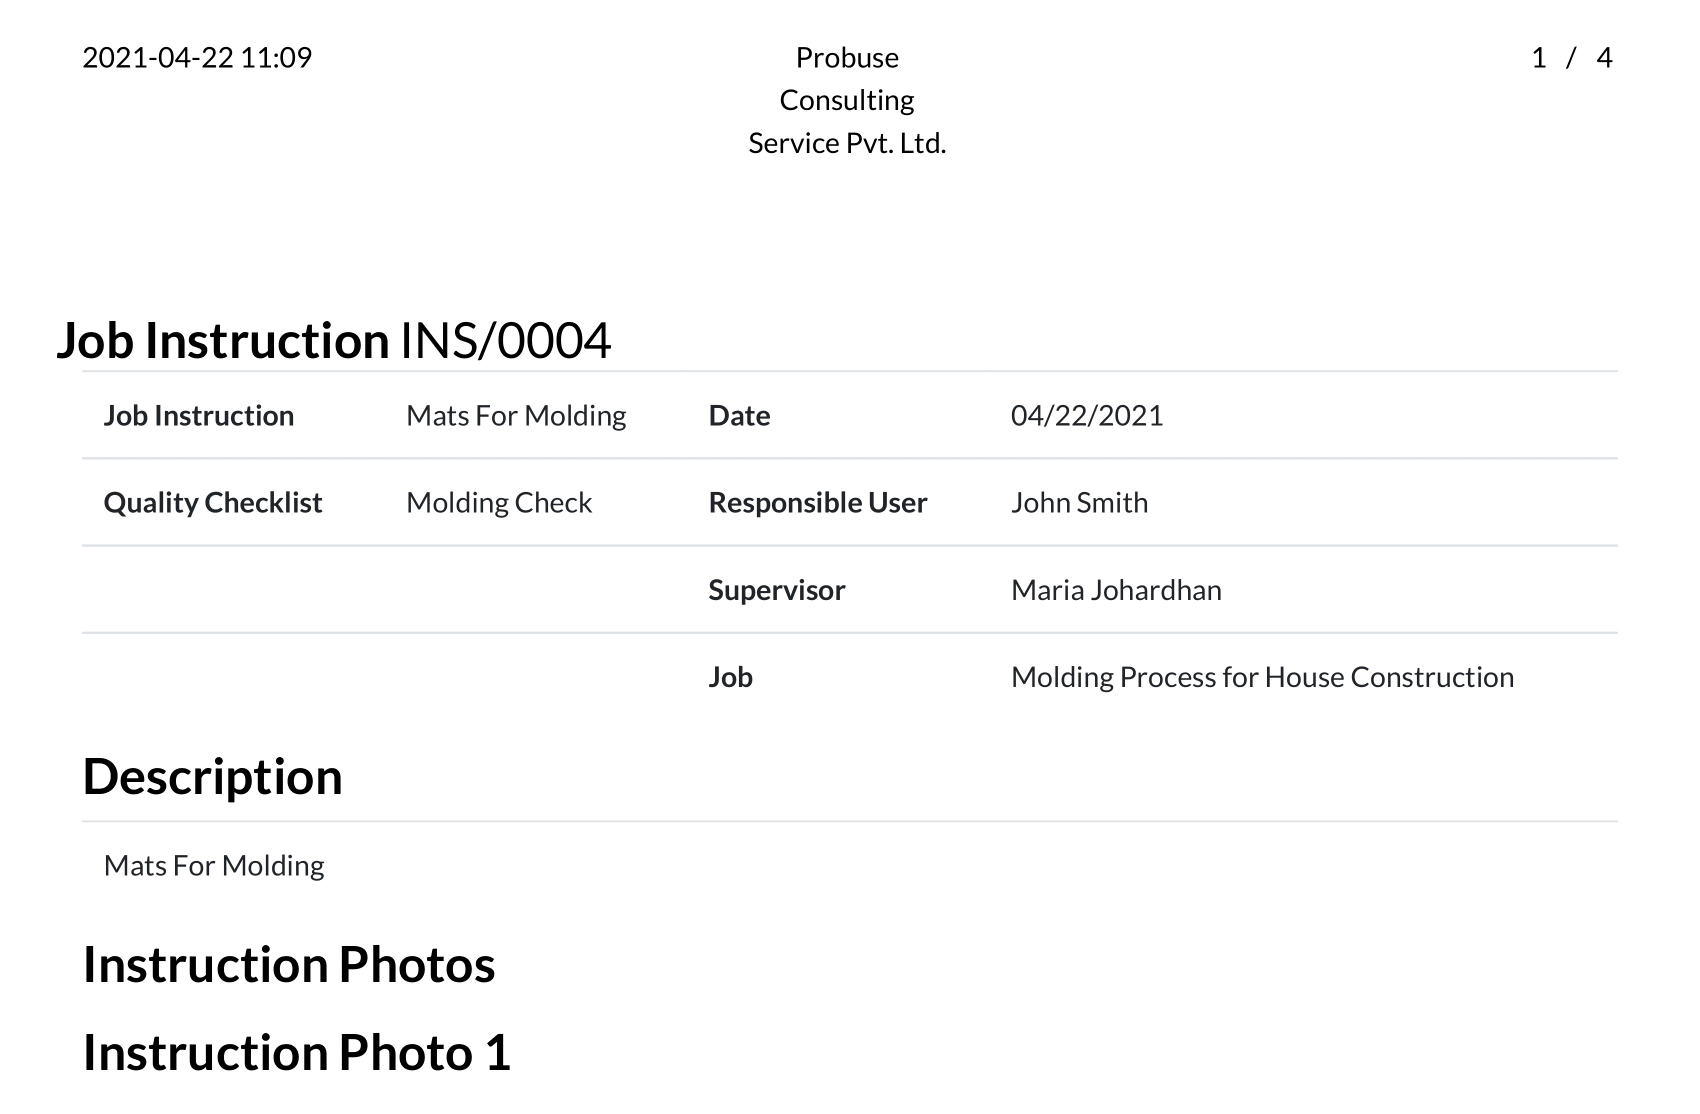 2021-04-22 11:09 Probuse 1 / 4
Consulting
Service Pvt. Ltd.
Job Instruction INS/0004
Job Instruction Mats For Molding Date 04/22/2021
Quality Checklist Molding Check Responsible User John Smith
Supervisor Maria Johardhan
Job Molding Process for House Construction
Description
Mats For Molding
Instruction Photos
Instruction Photo 1